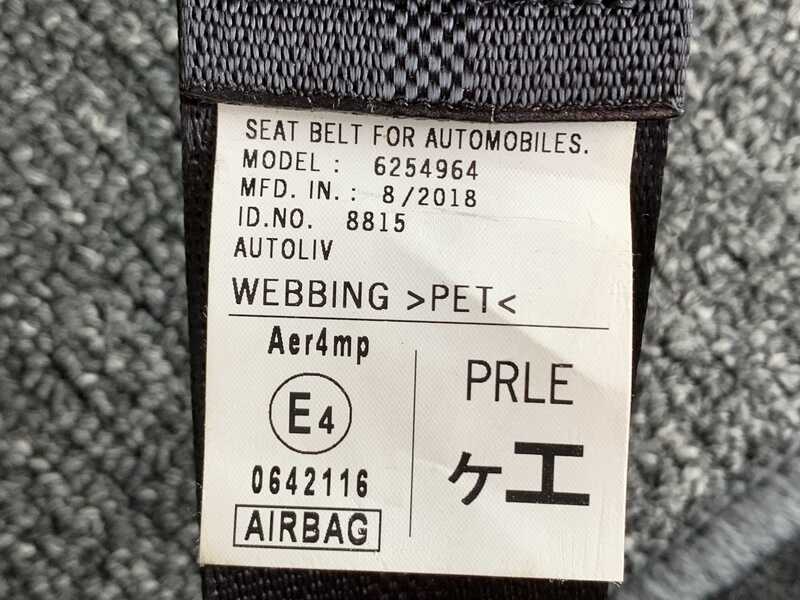 SEAT BELT FOR AUTOMOBILES.
MODEL : 6254964
MFD. IN. : 8/2018
ID.NO. 8815
AUTOLIV
WEBBING >PET<
Aer4mp
E4
0642116
AIRBAG
PRLE
ケエ